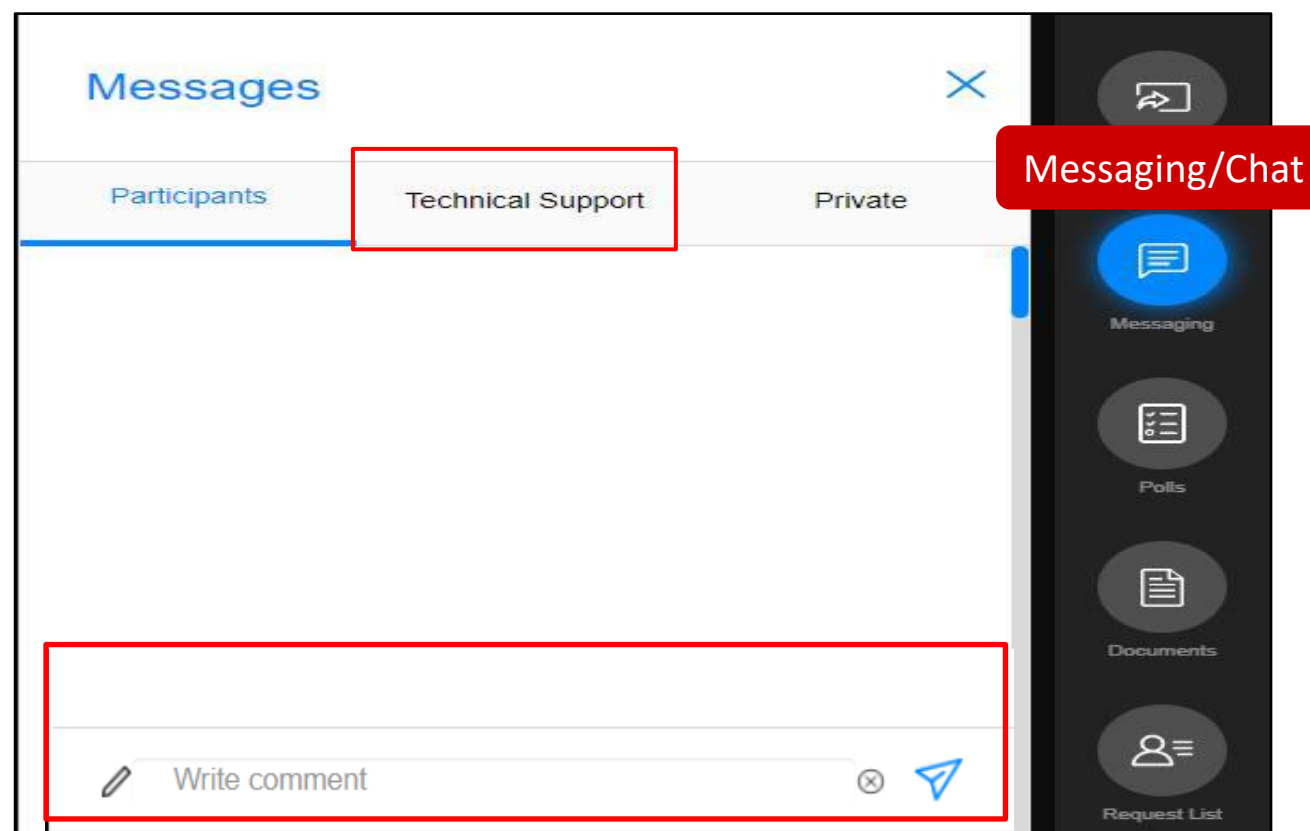 Messages
Messaging/Chat
Participants
Technical Support
Private
Messaging
Polls
Documents
Write comment
Request List